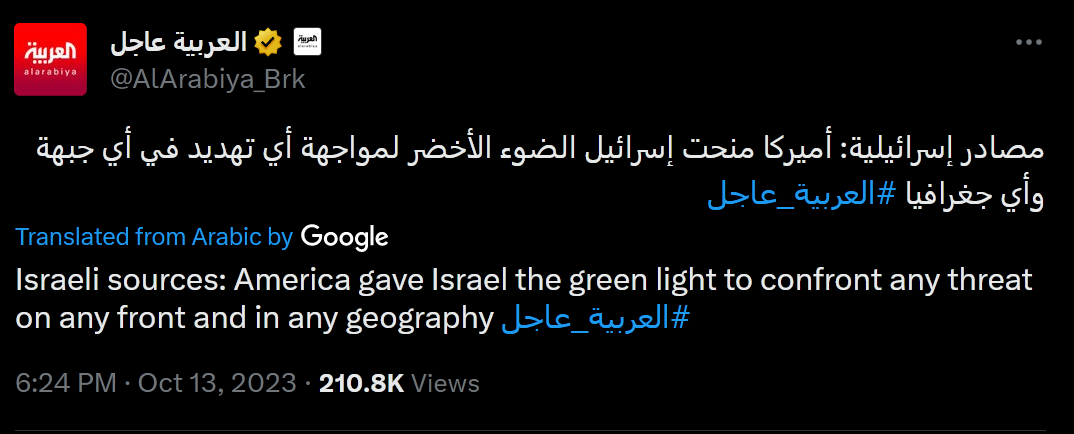 العربية
alarabiya
العربية عاجل
العربية
alarabiya
@AlArabiya_Brk
مصادر إسرائيلية: أميركا منحت إسرائيل الضوء الأخضر لمواجهة أي تهديد في أي جبهة
وأي جغرافيا #العربية_عاجل
Translated from Arabic by Google
Israeli sources: America gave Israel the green light to confront any threat
on any front and in any geography #العربية_عاجل
6:24 PM · Oct 13, 2023 · 210.8K Views